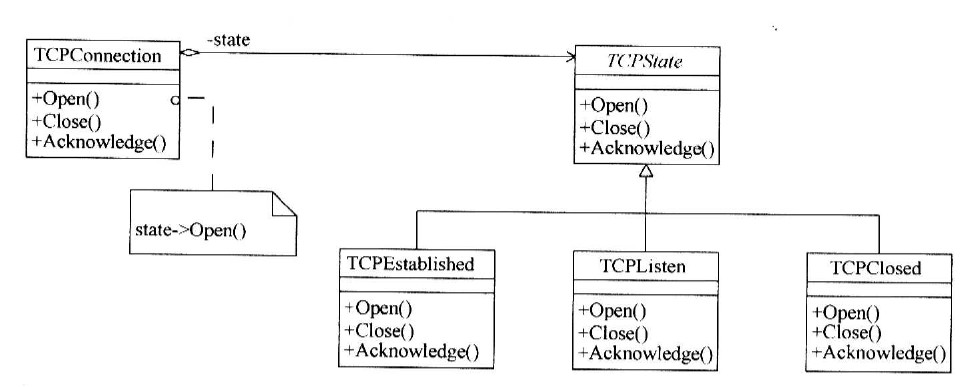 -state
TCPConnection
+Open()
+Close()
+Acknowledge()
TCPState
+Open()
+Close()
+Acknowledge()
state->Open()
TCPEstablished
+Open()
+Close()
+Acknowledge()
TCPListen
+Open()
+Close()
+Acknowledge()
TCPClosed
+Open()
+Close()
+Acknowledge()